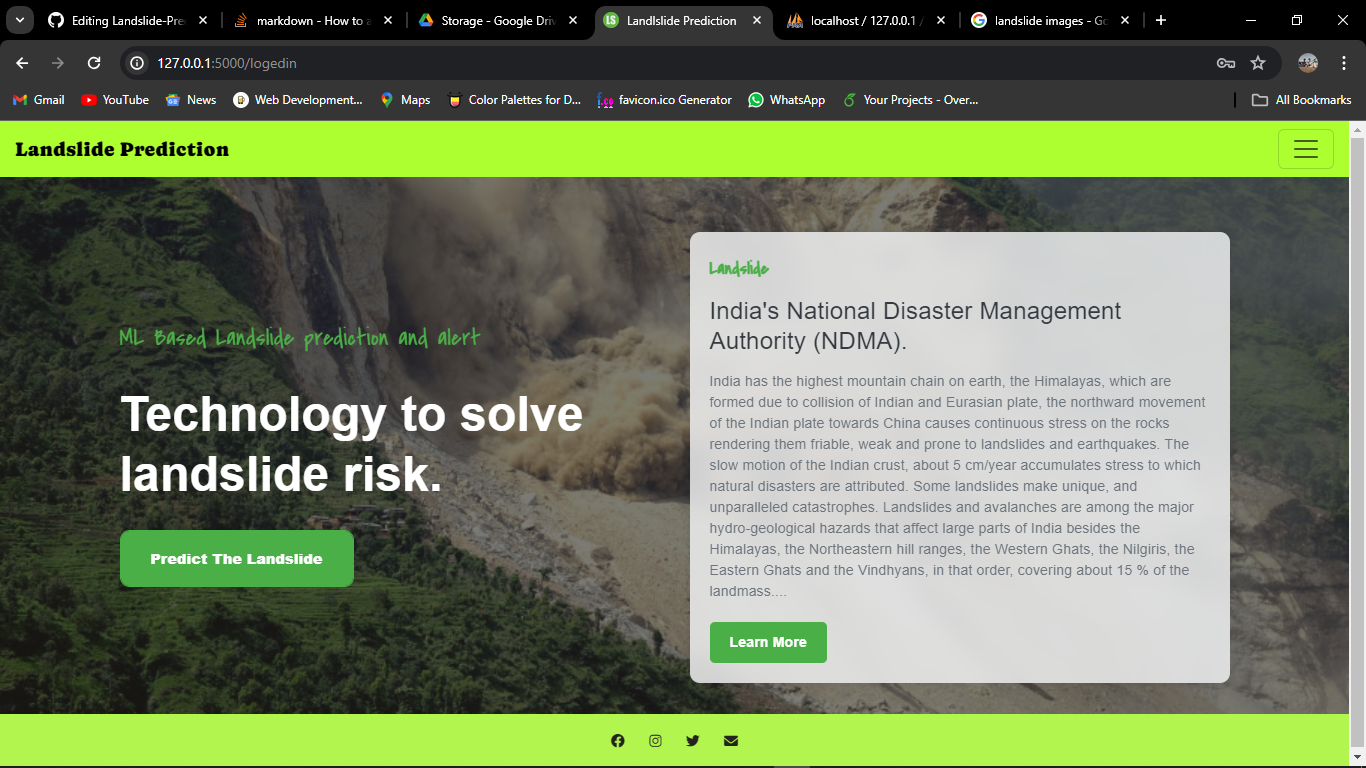 Editing Landslide-Pre
markdown - How to a
Storage - Google Driv
LS
Landlslide Prediction
localhost / 127.0.0.1 /
landslide images - Go
127.0.0.1:5000/logedin
Gmail
YouTube
News
Web Development...
Maps
Color Palettes for D...
favicon.ico Generator
WhatsApp
Your Projects - Over...
All Bookmarks
Landslide Prediction
ML Based Landslide prediction and alert
Technology to solve
landslide risk.
Predict The Landslide
Landslide
India's National Disaster Management
Authority (NDMA).
India has the highest mountain chain on earth, the Himalayas, which are
formed due to collision of Indian and Eurasian plate, the northward movement
of the Indian plate towards China causes continuous stress on the rocks
rendering them friable, weak and prone to landslides and earthquakes. The
slow motion of the Indian crust, about 5 cm/year accumulates stress to which
natural disasters are attributed. Some landslides make unique, and
unparalleled catastrophes. Landslides and avalanches are among the major
hydro-geological hazards that affect large parts of India besides the
Himalayas, the Northeastern hill ranges, the Western Ghats, the Nilgiris, the
Eastern Ghats and the Vindhyans, in that order, covering about 15 % of the
landmass....
Learn More